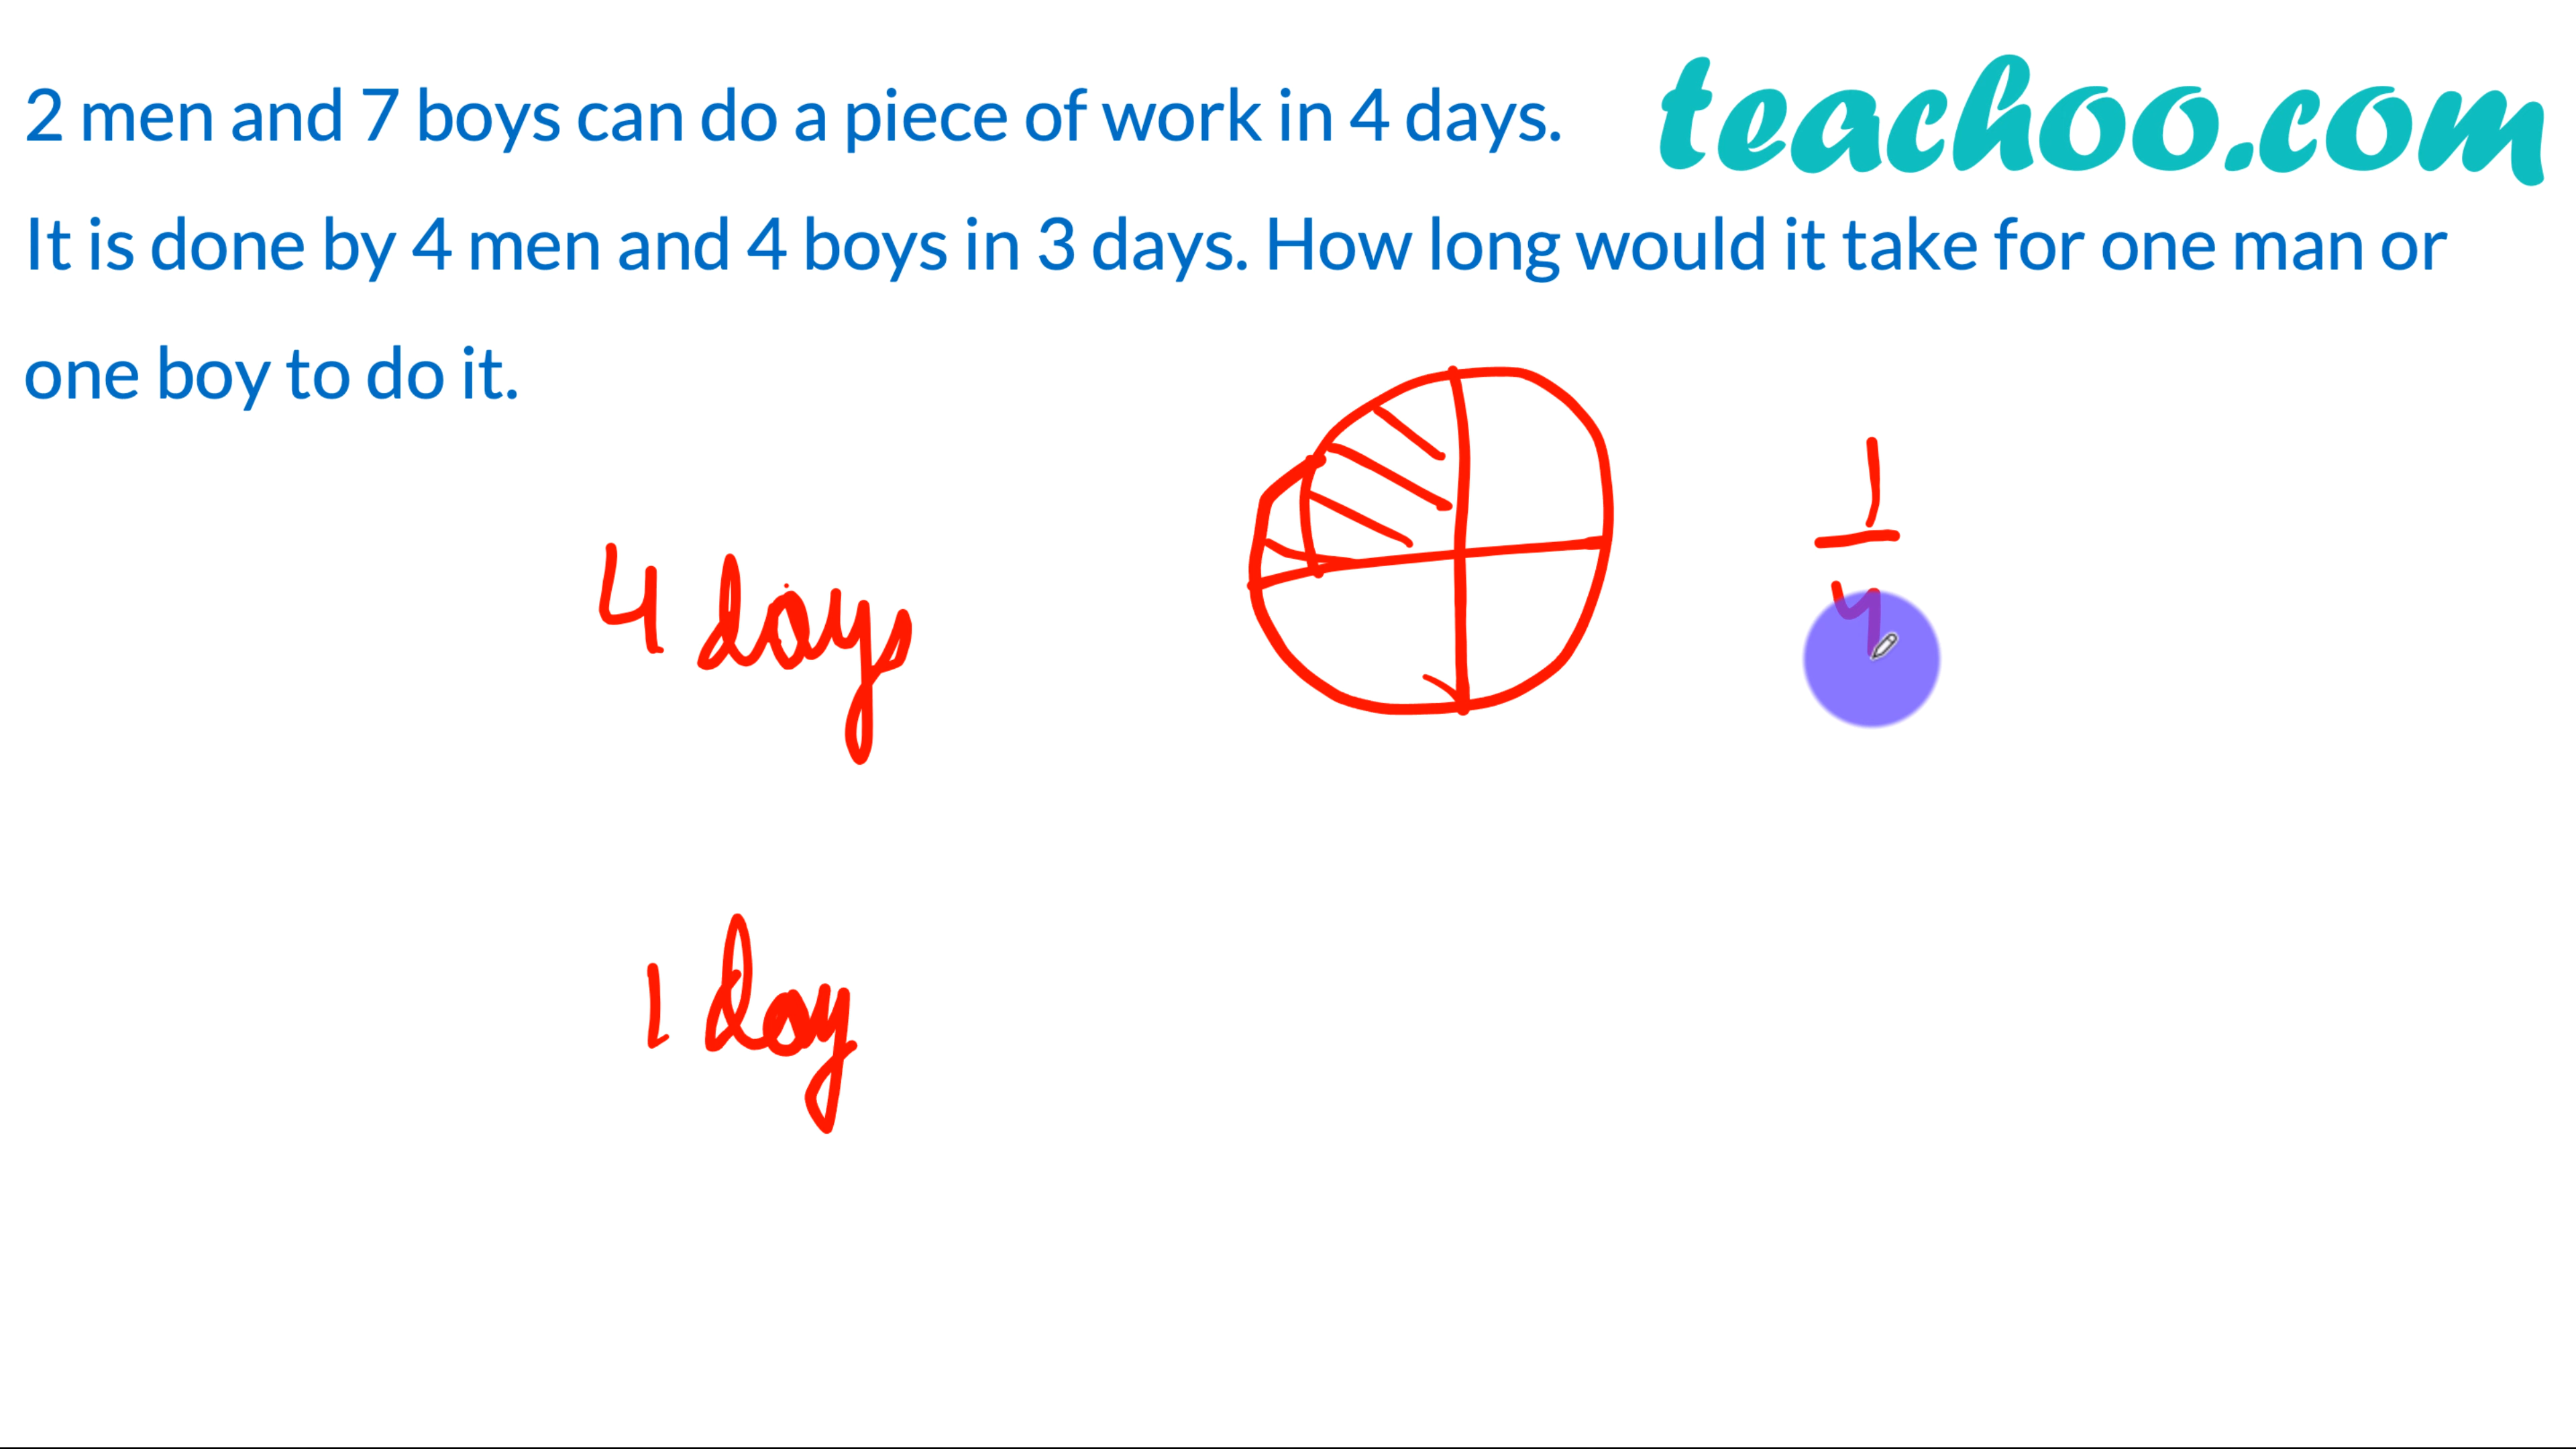 2 men and 7 boys can do a piece of work in 4 days.
teachoo.com
It is done by 4 men and 4 boys in 3 days. How long would it take for one man or
one boy to do it.
4 days
1
4
1 day